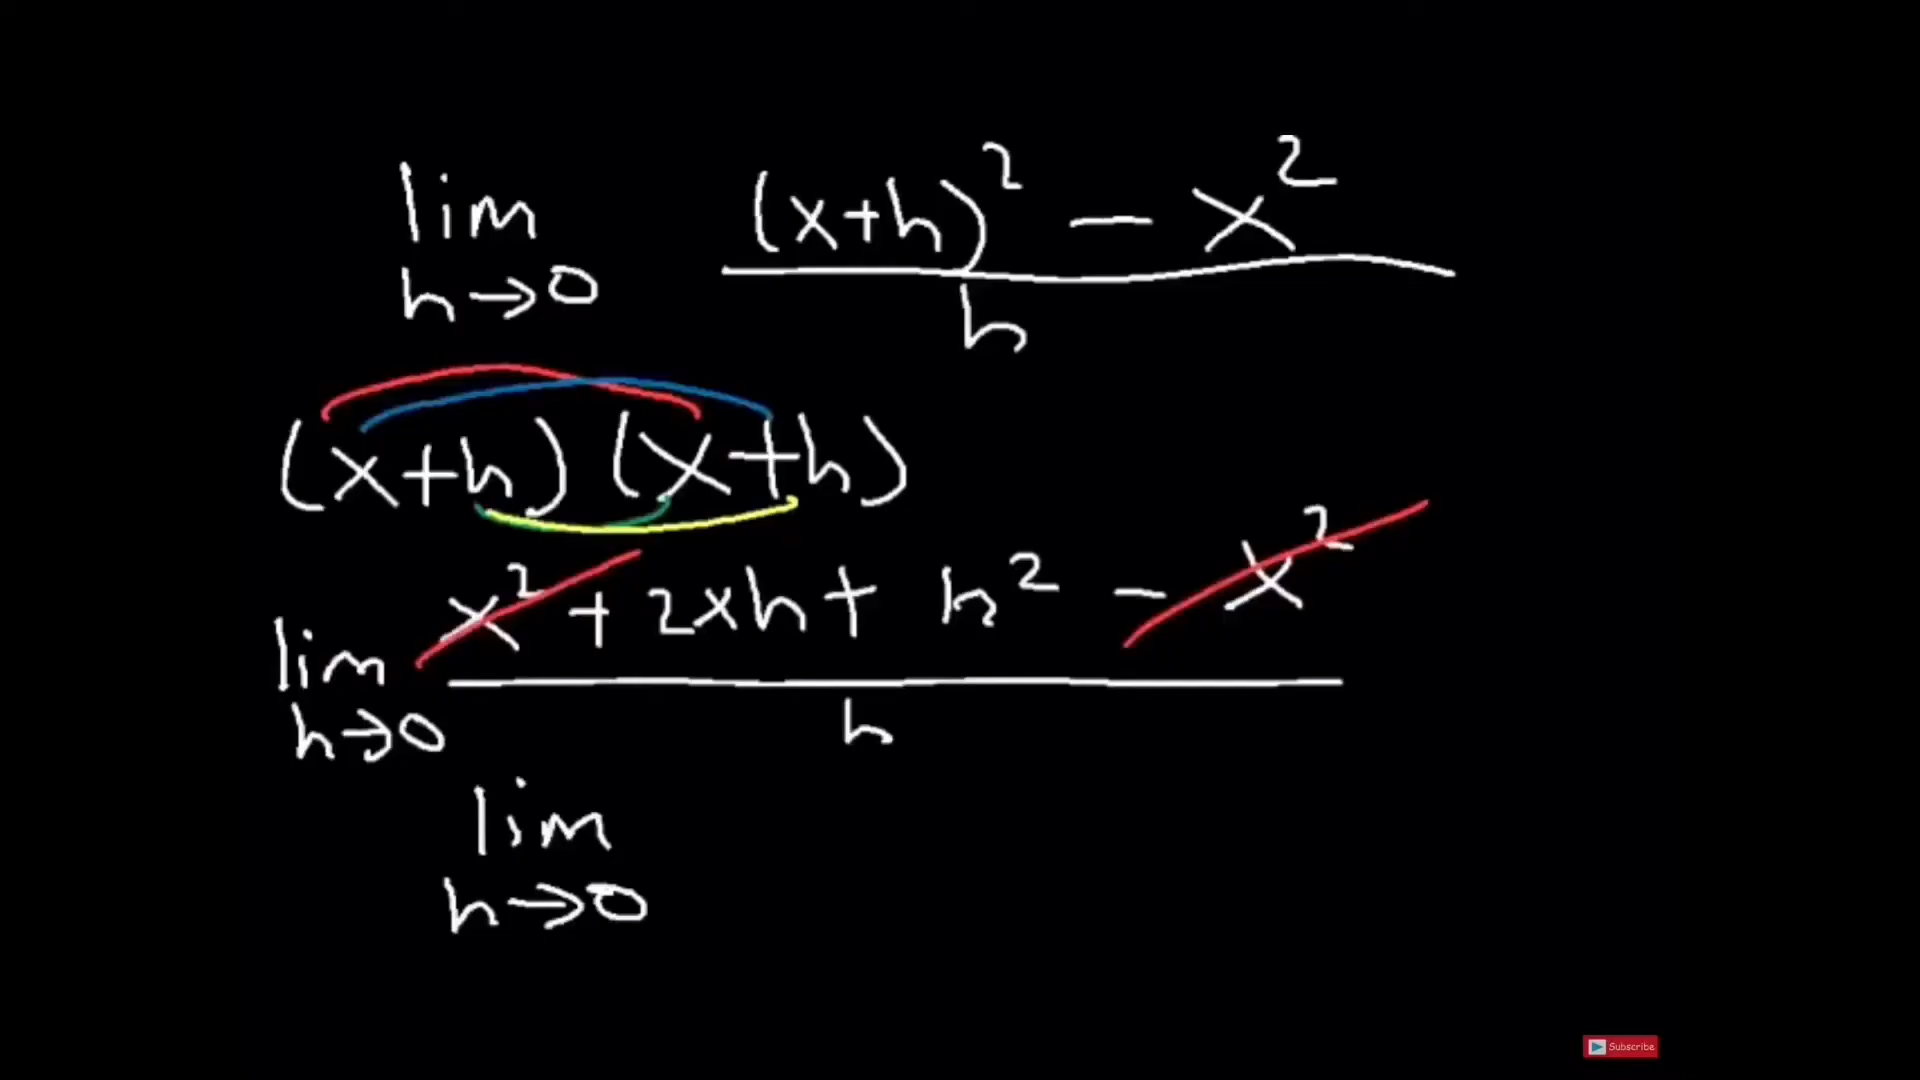 lim h→0 (x+h)² − x² / h
(x+h)(x+h)
lim h→0 x² + 2xh + h² − x² / h
lim h→0
Subscribe